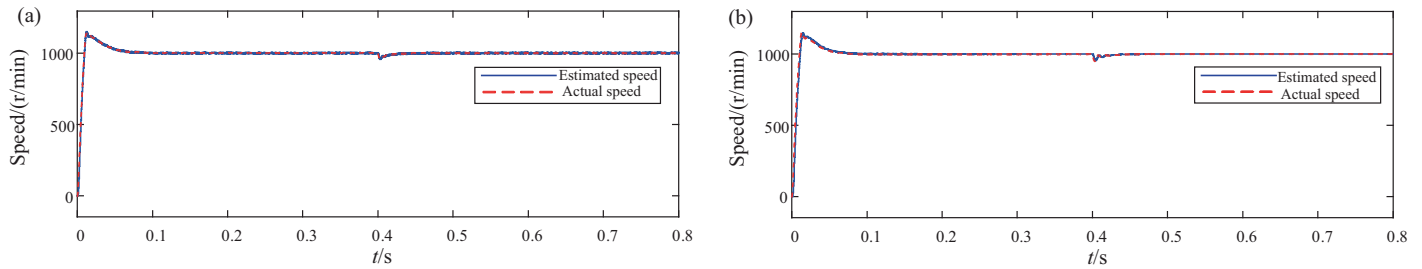 (a)
Speed/(r/min)
1000
500
0
Estimated speed
Actual speed
0 0.1 0.2 0.3 0.4 0.5 0.6 0.7 0.8
t/s
(b)
Speed/(r/min)
1000
500
0
Estimated speed
Actual speed
0 0.1 0.2 0.3 0.4 0.5 0.6 0.7 0.8
t/s